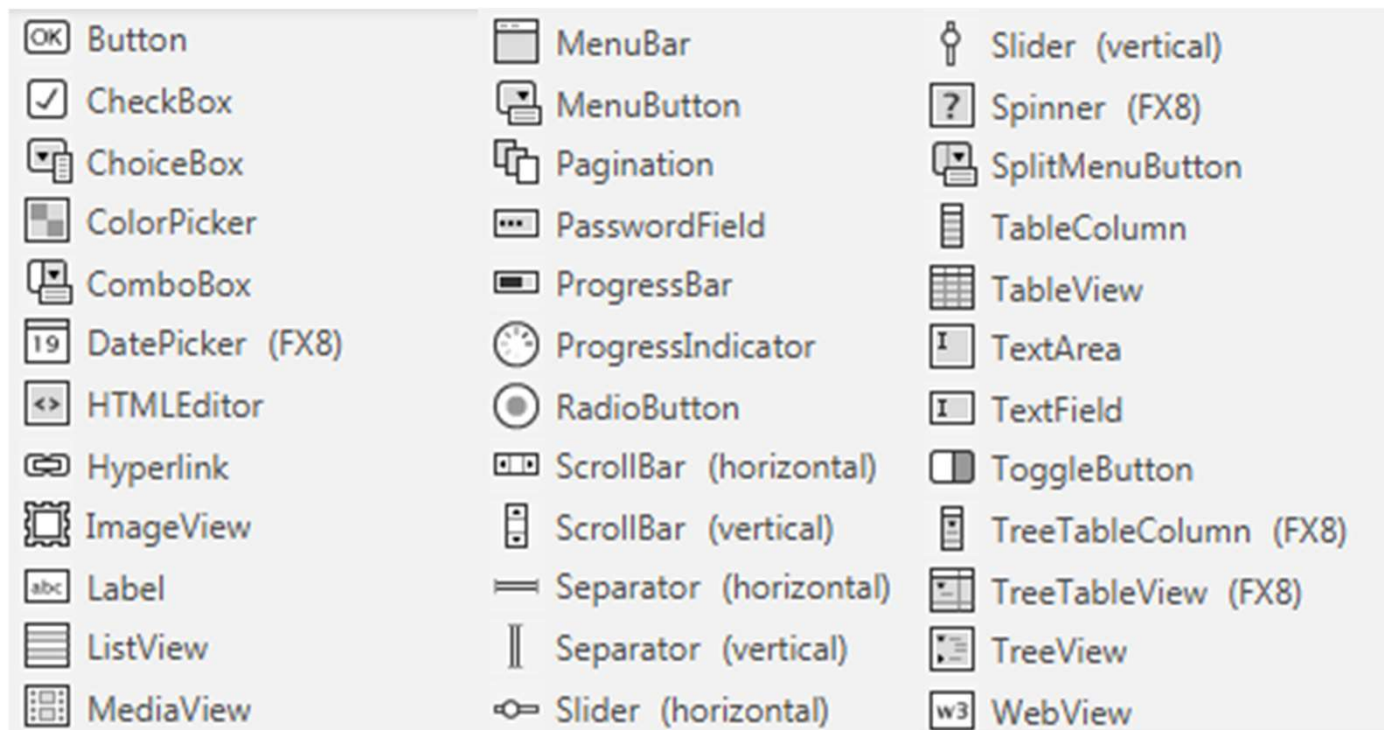 OK Button
CheckBox
ChoiceBox
ColorPicker
ComboBox
19 DatePicker (FX8)
<> HTMLEditor
Hyperlink
ImageView
abc Label
ListView
MediaView
MenuBar
MenuButton
Pagination
PasswordField
ProgressBar
ProgressIndicator
RadioButton
ScrollBar (horizontal)
ScrollBar (vertical)
Separator (horizontal)
Separator (vertical)
Slider (horizontal)
Slider (vertical)
? Spinner (FX8)
SplitMenuButton
TableColumn
TableView
I TextArea
I TextField
ToggleButton
TreeTableColumn (FX8)
TreeTableView (FX8)
TreeView
w3 WebView